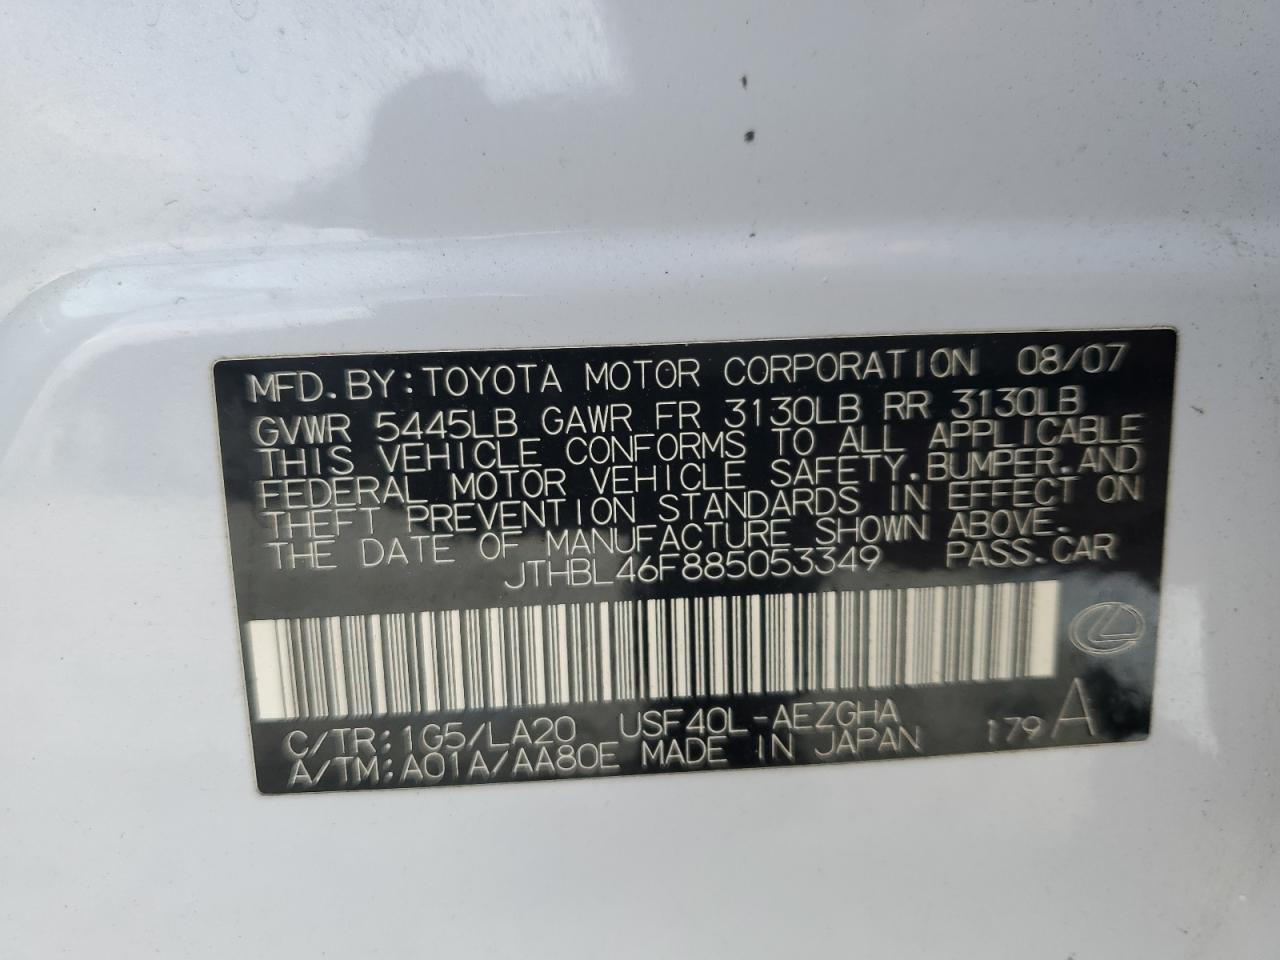 MFD.BY:TOYOTA MOTOR CORPORATION 08/07
GVWR 5445LB GAWR FR 3130LB RR 3130LB
THIS VEHICLE CONFORMS TO ALL APPLICABLE
FEDERAL MOTOR VEHICLE SAFETY,BUMPER,AND
THEFT PREVENTION STANDARDS IN EFFECT ON
THE DATE OF MANUFACTURE SHOWN ABOVE.
JTHBL46F885053349 PASS.CAR
C/TR:1G5/LA20 USF40L-AEZGHA 179 A
A/TM:A01A/AA80E MADE IN JAPAN